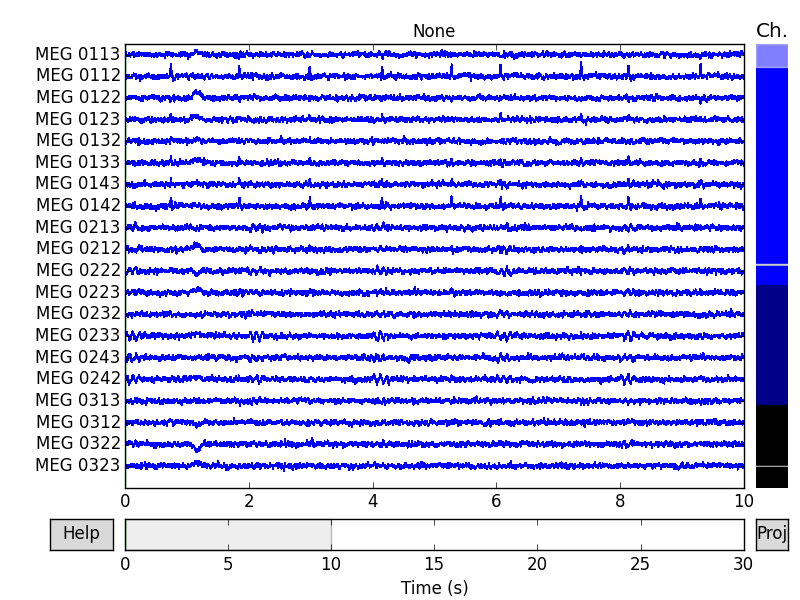 None
Ch.
MEG 0113
MEG 0112
MEG 0122
MEG 0123
MEG 0132
MEG 0133
MEG 0143
MEG 0142
MEG 0213
MEG 0212
MEG 0222
MEG 0223
MEG 0232
MEG 0233
MEG 0243
MEG 0242
MEG 0313
MEG 0312
MEG 0322
MEG 0323
0 2 4 6 8 10
Help
Proj
0 5 10 15 20 25 30
Time (s)